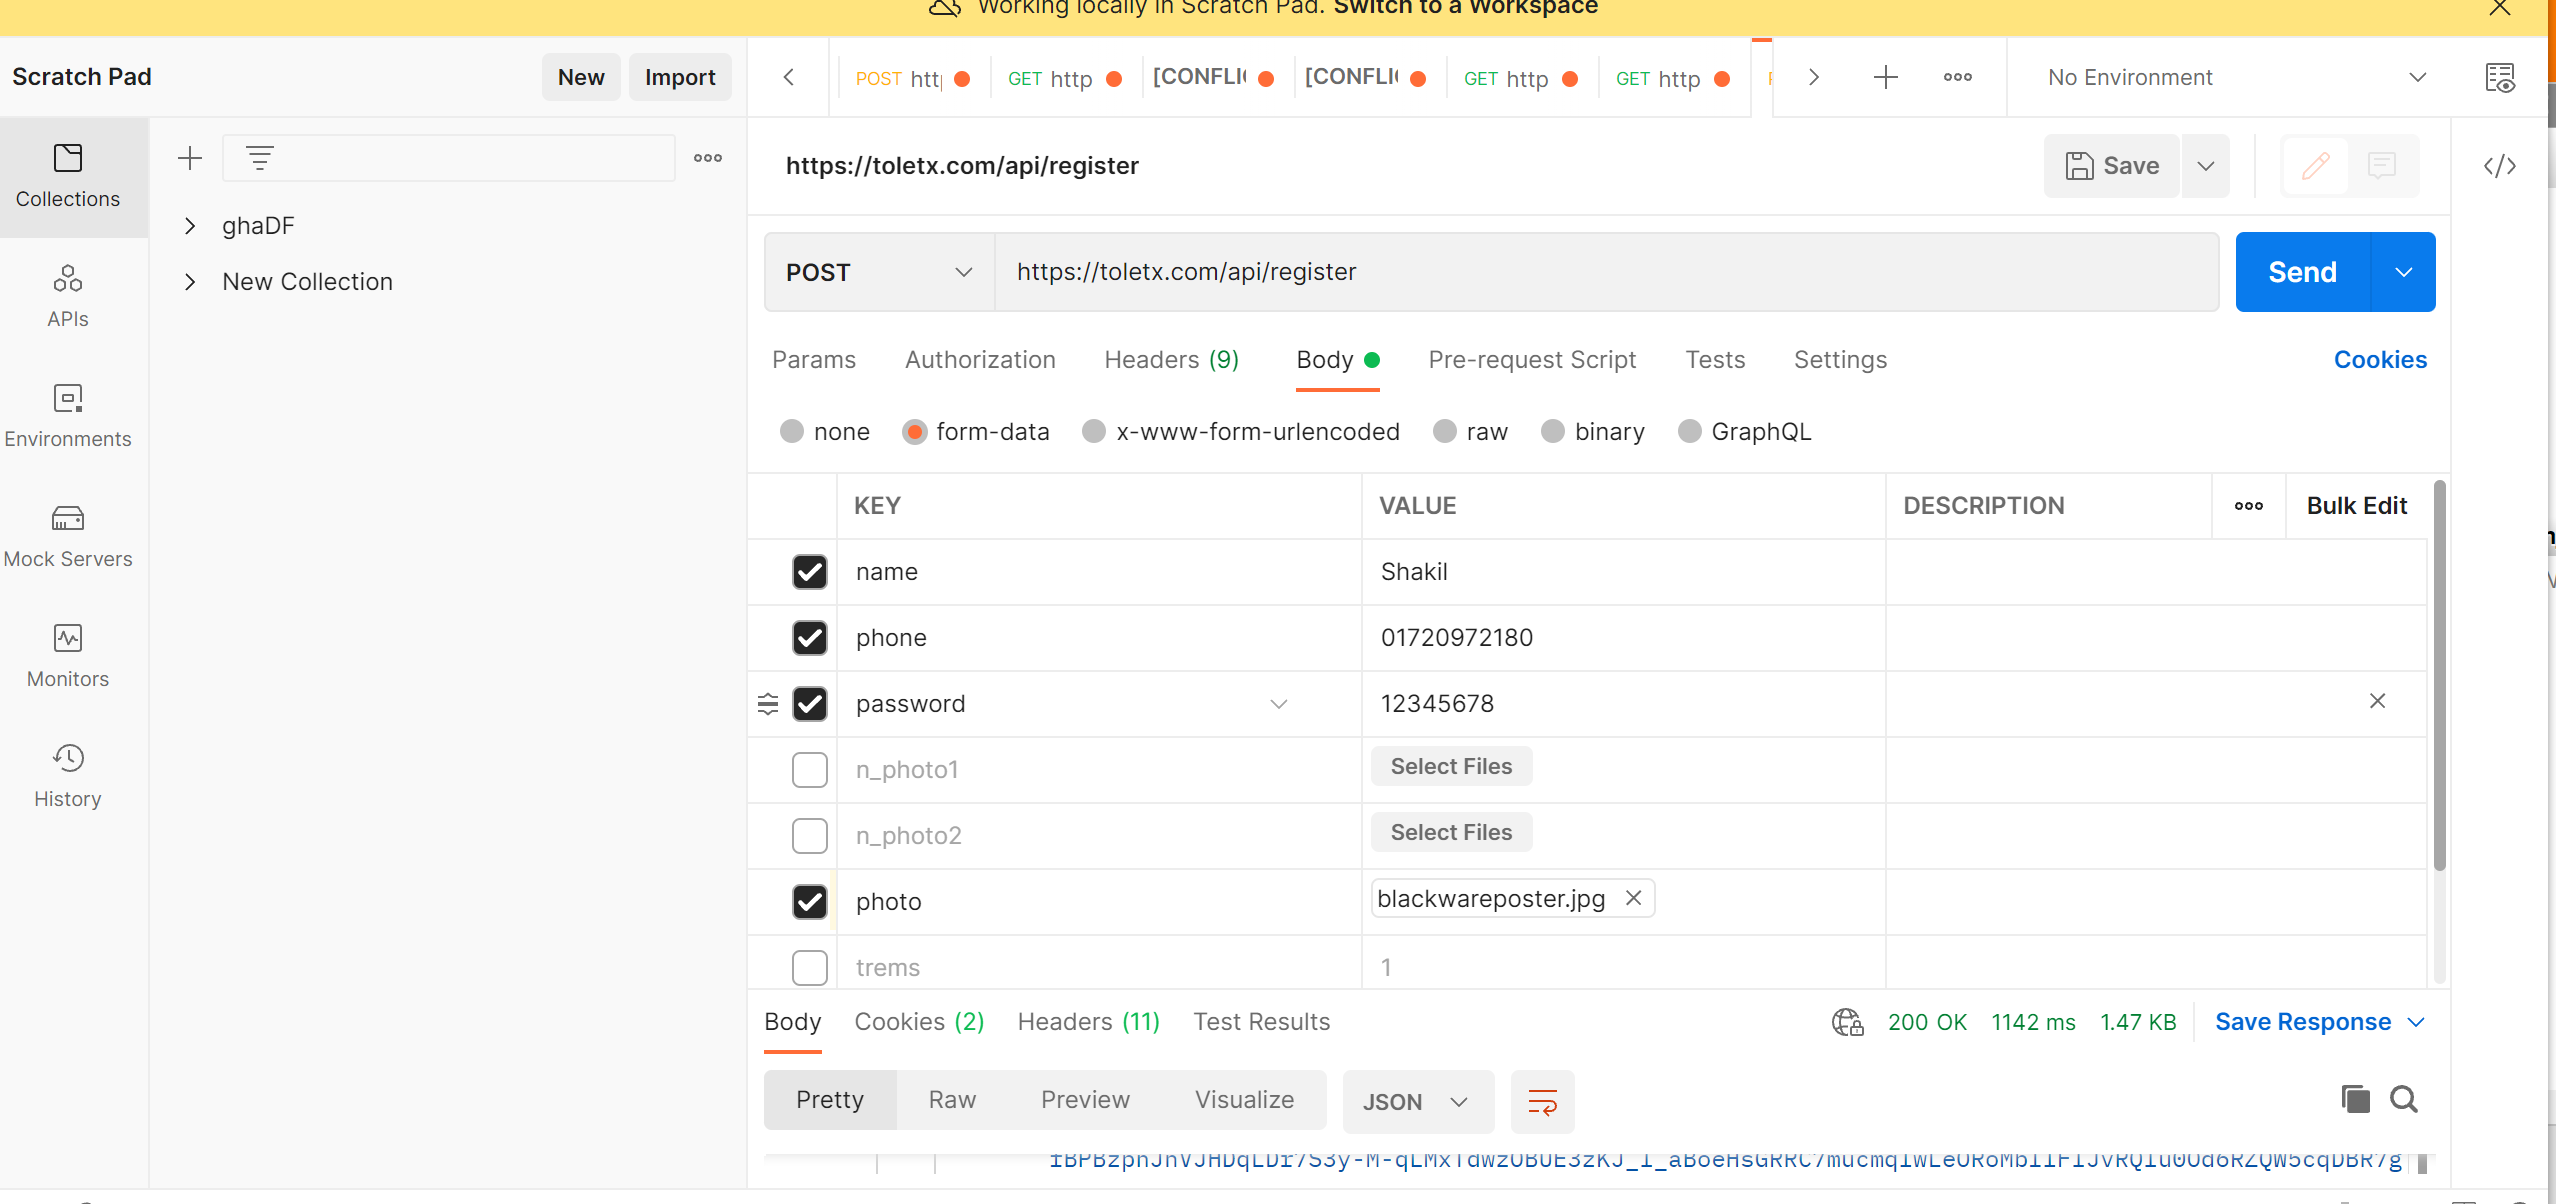 Working locally in Scratch Pad. Switch to a Workspace
Scratch Pad
New
Import
POST http
GET http
[CONFLI
[CONFLI
GET http
GET http
No Environment
Collections
APIs
Environments
Mock Servers
Monitors
History
ghaDF
New Collection
https://toletx.com/api/register
Save
POST
https://toletx.com/api/register
Send
Params
Authorization
Headers (9)
Body
Pre-request Script
Tests
Settings
Cookies
none
form-data
x-www-form-urlencoded
raw
binary
GraphQL
KEY
VALUE
DESCRIPTION
Bulk Edit
name
Shakil
phone
01720972180
password
12345678
n_photo1
Select Files
n_photo2
Select Files
photo
blackwareposter.jpg
trems
1
Body
Cookies (2)
Headers (11)
Test Results
200 OK
1142 ms
1.47 KB
Save Response
Pretty
Raw
Preview
Visualize
JSON